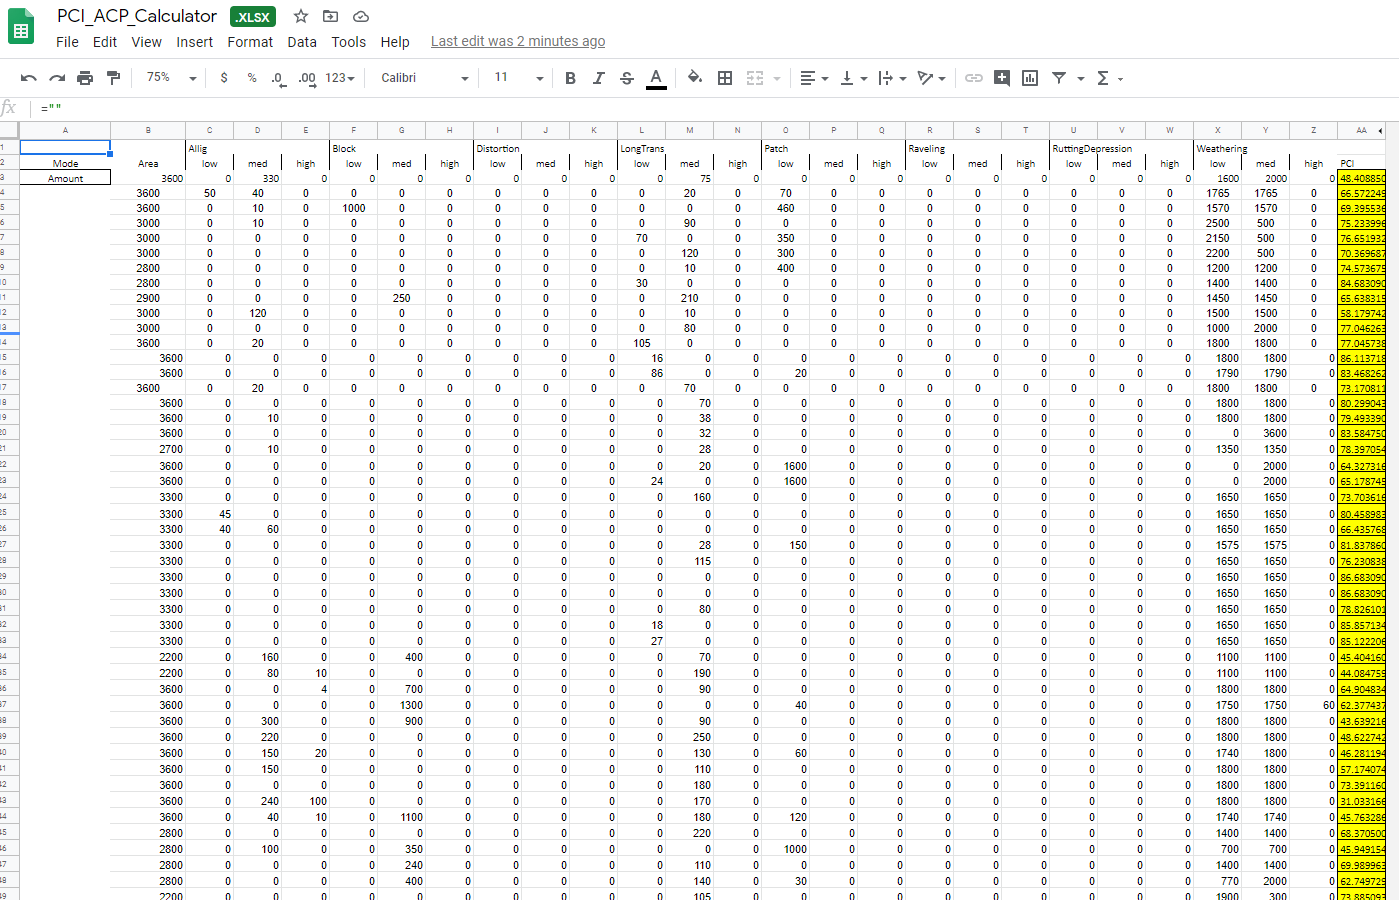 PCI_ACP_Calculator .XLSX
File Edit View Insert Format Data Tools Help Last edit was 2 minutes ago
75% $ % .0 .00 123 Calibri 11 B I S A Σ
fx =""
A B C D E F G H I J K L M N O P Q R S T U V W X Y Z AA
1 Allig Block Distortion LongTrans Patch Raveling RuttingDepression Weathering
2 Mode Area low med high low med high low med high low med high low med high low med high low med high low med high PCI
3 Amount 3600 0 330 0 0 0 0 0 0 0 0 75 0 0 0 0 0 0 0 0 0 0 1600 2000 0 48.408850
4 3600 50 40 0 0 0 0 0 0 0 0 20 0 70 0 0 0 0 0 0 0 0 1765 1765 0 66.572249
5 3600 0 10 0 1000 0 0 0 0 0 0 0 0 460 0 0 0 0 0 0 0 0 1570 1570 0 69.395536
6 3000 0 10 0 0 0 0 0 0 0 0 90 0 0 0 0 0 0 0 0 0 0 2500 500 0 75.233996
7 3000 0 0 0 0 0 0 0 0 0 70 0 0 350 0 0 0 0 0 0 0 0 2150 500 0 76.651932
8 3000 0 0 0 0 0 0 0 0 0 0 120 0 300 0 0 0 0 0 0 0 0 2200 500 0 70.369687
9 2800 0 0 0 0 0 0 0 0 0 0 10 0 400 0 0 0 0 0 0 0 0 1200 1200 0 74.573675
10 2800 0 0 0 0 0 0 0 0 0 30 0 0 0 0 0 0 0 0 0 0 0 1400 1400 0 84.683090
11 2900 0 0 0 0 250 0 0 0 0 0 210 0 0 0 0 0 0 0 0 0 0 1450 1450 0 65.638315
12 3000 0 120 0 0 0 0 0 0 0 0 10 0 0 0 0 0 0 0 0 0 0 1500 1500 0 58.179742
13 3000 0 0 0 0 0 0 0 0 0 0 80 0 0 0 0 0 0 0 0 0 0 1000 2000 0 77.046263
14 3600 0 20 0 0 0 0 0 0 0 105 0 0 0 0 0 0 0 0 0 0 0 1800 1800 0 77.045738
15 3600 0 0 0 0 0 0 0 0 0 16 0 0 0 0 0 0 0 0 0 0 0 1800 1800 0 86.113718
16 3600 0 0 0 0 0 0 0 0 0 86 0 0 20 0 0 0 0 0 0 0 0 1790 1790 0 83.468262
17 3600 0 20 0 0 0 0 0 0 0 0 70 0 0 0 0 0 0 0 0 0 0 1800 1800 0 73.170811
18 3600 0 0 0 0 0 0 0 0 0 0 70 0 0 0 0 0 0 0 0 0 0 1800 1800 0 80.299043
19 3600 0 10 0 0 0 0 0 0 0 0 38 0 0 0 0 0 0 0 0 0 0 1800 1800 0 79.493390
20 3600 0 0 0 0 0 0 0 0 0 0 32 0 0 0 0 0 0 0 0 0 0 0 3600 0 83.584750
21 2700 0 10 0 0 0 0 0 0 0 0 28 0 0 0 0 0 0 0 0 0 0 1350 1350 0 78.397054
22 3600 0 0 0 0 0 0 0 0 0 0 20 0 1600 0 0 0 0 0 0 0 0 0 2000 0 64.327316
23 3600 0 0 0 0 0 0 0 0 0 24 0 0 1600 0 0 0 0 0 0 0 0 0 2000 0 65.178745
24 3300 0 0 0 0 0 0 0 0 0 0 160 0 0 0 0 0 0 0 0 0 0 1650 1650 0 73.703616
25 3300 45 0 0 0 0 0 0 0 0 0 0 0 0 0 0 0 0 0 0 0 0 1650 1650 0 80.458983
26 3300 40 60 0 0 0 0 0 0 0 0 0 0 0 0 0 0 0 0 0 0 0 1650 1650 0 66.435768
27 3300 0 0 0 0 0 0 0 0 0 0 28 0 150 0 0 0 0 0 0 0 0 1575 1575 0 81.837860
28 3300 0 0 0 0 0 0 0 0 0 0 115 0 0 0 0 0 0 0 0 0 0 1650 1650 0 76.230838
29 3300 0 0 0 0 0 0 0 0 0 0 0 0 0 0 0 0 0 0 0 0 0 1650 1650 0 86.683090
30 3300 0 0 0 0 0 0 0 0 0 0 0 0 0 0 0 0 0 0 0 0 0 1650 1650 0 86.683090
31 3300 0 0 0 0 0 0 0 0 0 0 80 0 0 0 0 0 0 0 0 0 0 1650 1650 0 78.826101
32 3300 0 0 0 0 0 0 0 0 0 18 0 0 0 0 0 0 0 0 0 0 0 1650 1650 0 85.857134
33 3300 0 0 0 0 0 0 0 0 0 27 0 0 0 0 0 0 0 0 0 0 0 1650 1650 0 85.122206
34 2200 0 160 0 0 400 0 0 0 0 0 70 0 0 0 0 0 0 0 0 0 0 1100 1100 0 45.404160
35 2200 0 80 10 0 0 0 0 0 0 0 190 0 0 0 0 0 0 0 0 0 0 1100 1100 0 44.084759
36 3600 0 0 4 0 700 0 0 0 0 0 90 0 0 0 0 0 0 0 0 0 0 1800 1800 0 64.904834
37 3600 0 0 0 0 1300 0 0 0 0 0 0 0 40 0 0 0 0 0 0 0 0 1750 1750 60 62.377437
38 3600 0 300 0 0 900 0 0 0 0 0 90 0 0 0 0 0 0 0 0 0 0 1800 1800 0 43.639216
39 3600 0 220 0 0 0 0 0 0 0 0 250 0 0 0 0 0 0 0 0 0 0 1800 1800 0 48.622742
40 3600 0 150 20 0 0 0 0 0 0 0 130 0 60 0 0 0 0 0 0 0 0 1740 1800 0 46.281194
41 3600 0 150 0 0 0 0 0 0 0 0 110 0 0 0 0 0 0 0 0 0 0 1800 1800 0 57.174074
42 3600 0 0 0 0 0 0 0 0 0 0 180 0 0 0 0 0 0 0 0 0 0 1800 1800 0 73.391160
43 3600 0 240 100 0 0 0 0 0 0 0 170 0 0 0 0 0 0 0 0 0 0 1800 1800 0 31.033166
44 3600 0 40 10 0 1100 0 0 0 0 0 180 0 120 0 0 0 0 0 0 0 0 1740 1740 0 45.763286
45 2800 0 0 0 0 0 0 0 0 0 0 220 0 0 0 0 0 0 0 0 0 0 1400 1400 0 68.370500
46 2800 0 100 0 0 350 0 0 0 0 0 0 0 1000 0 0 0 0 0 0 0 0 700 700 0 45.949154
47 2800 0 0 0 0 240 0 0 0 0 0 110 0 0 0 0 0 0 0 0 0 0 1400 1400 0 69.989963
48 2800 0 0 0 0 400 0 0 0 0 0 140 0 30 0 0 0 0 0 0 0 0 770 2000 0 62.749729
49 2200 0 0 0 0 0 0 0 0 0 0 105 0 0 0 0 0 0 0 0 0 0 1900 300 0 73.885093